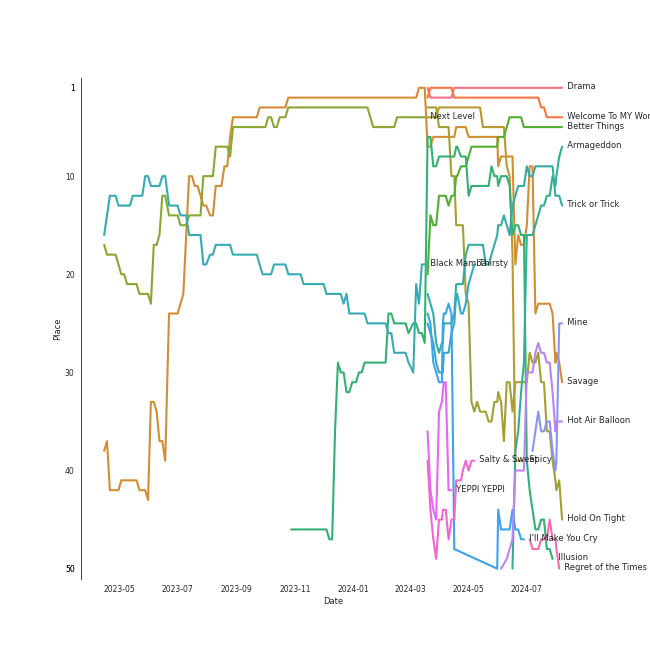 1
Drama
Next Level
Welcome To MY Wor
Better Things
Armageddon
10
Trick or Trick
20
Black Mamba
Thirsty
Place
Mine
30
Savage
Hot Air Balloon
40
Salty & Sweet
Spicy
YEPPI YEPPI
Hold On Tight
I'll Make You Cry
Illusion
50
Regret of the Times
2023-05
2023-07
2023-09
2023-11
2024-01
2024-03
2024-05
2024-07
Date